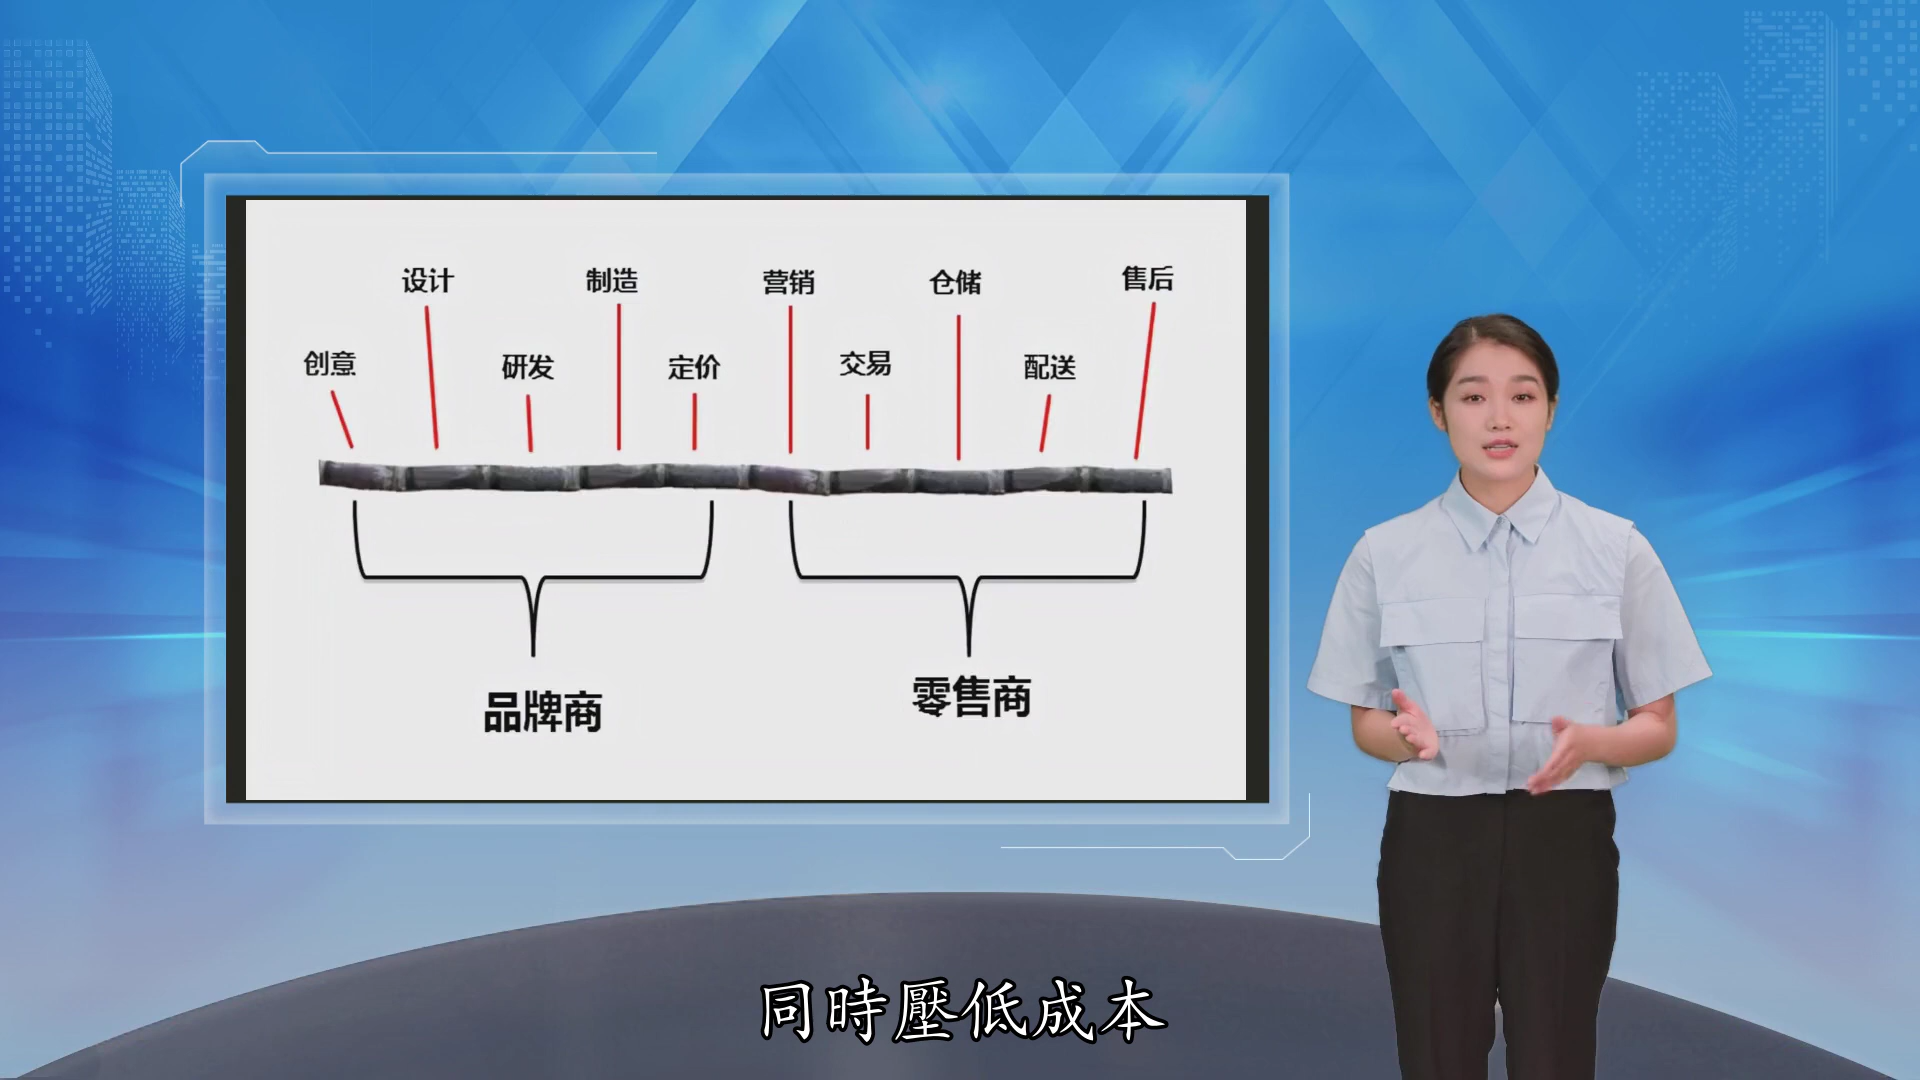 设计 制造 营销 仓储 售后
创意 研发 定价 交易 配送
品牌商 零售商
同時壓低成本